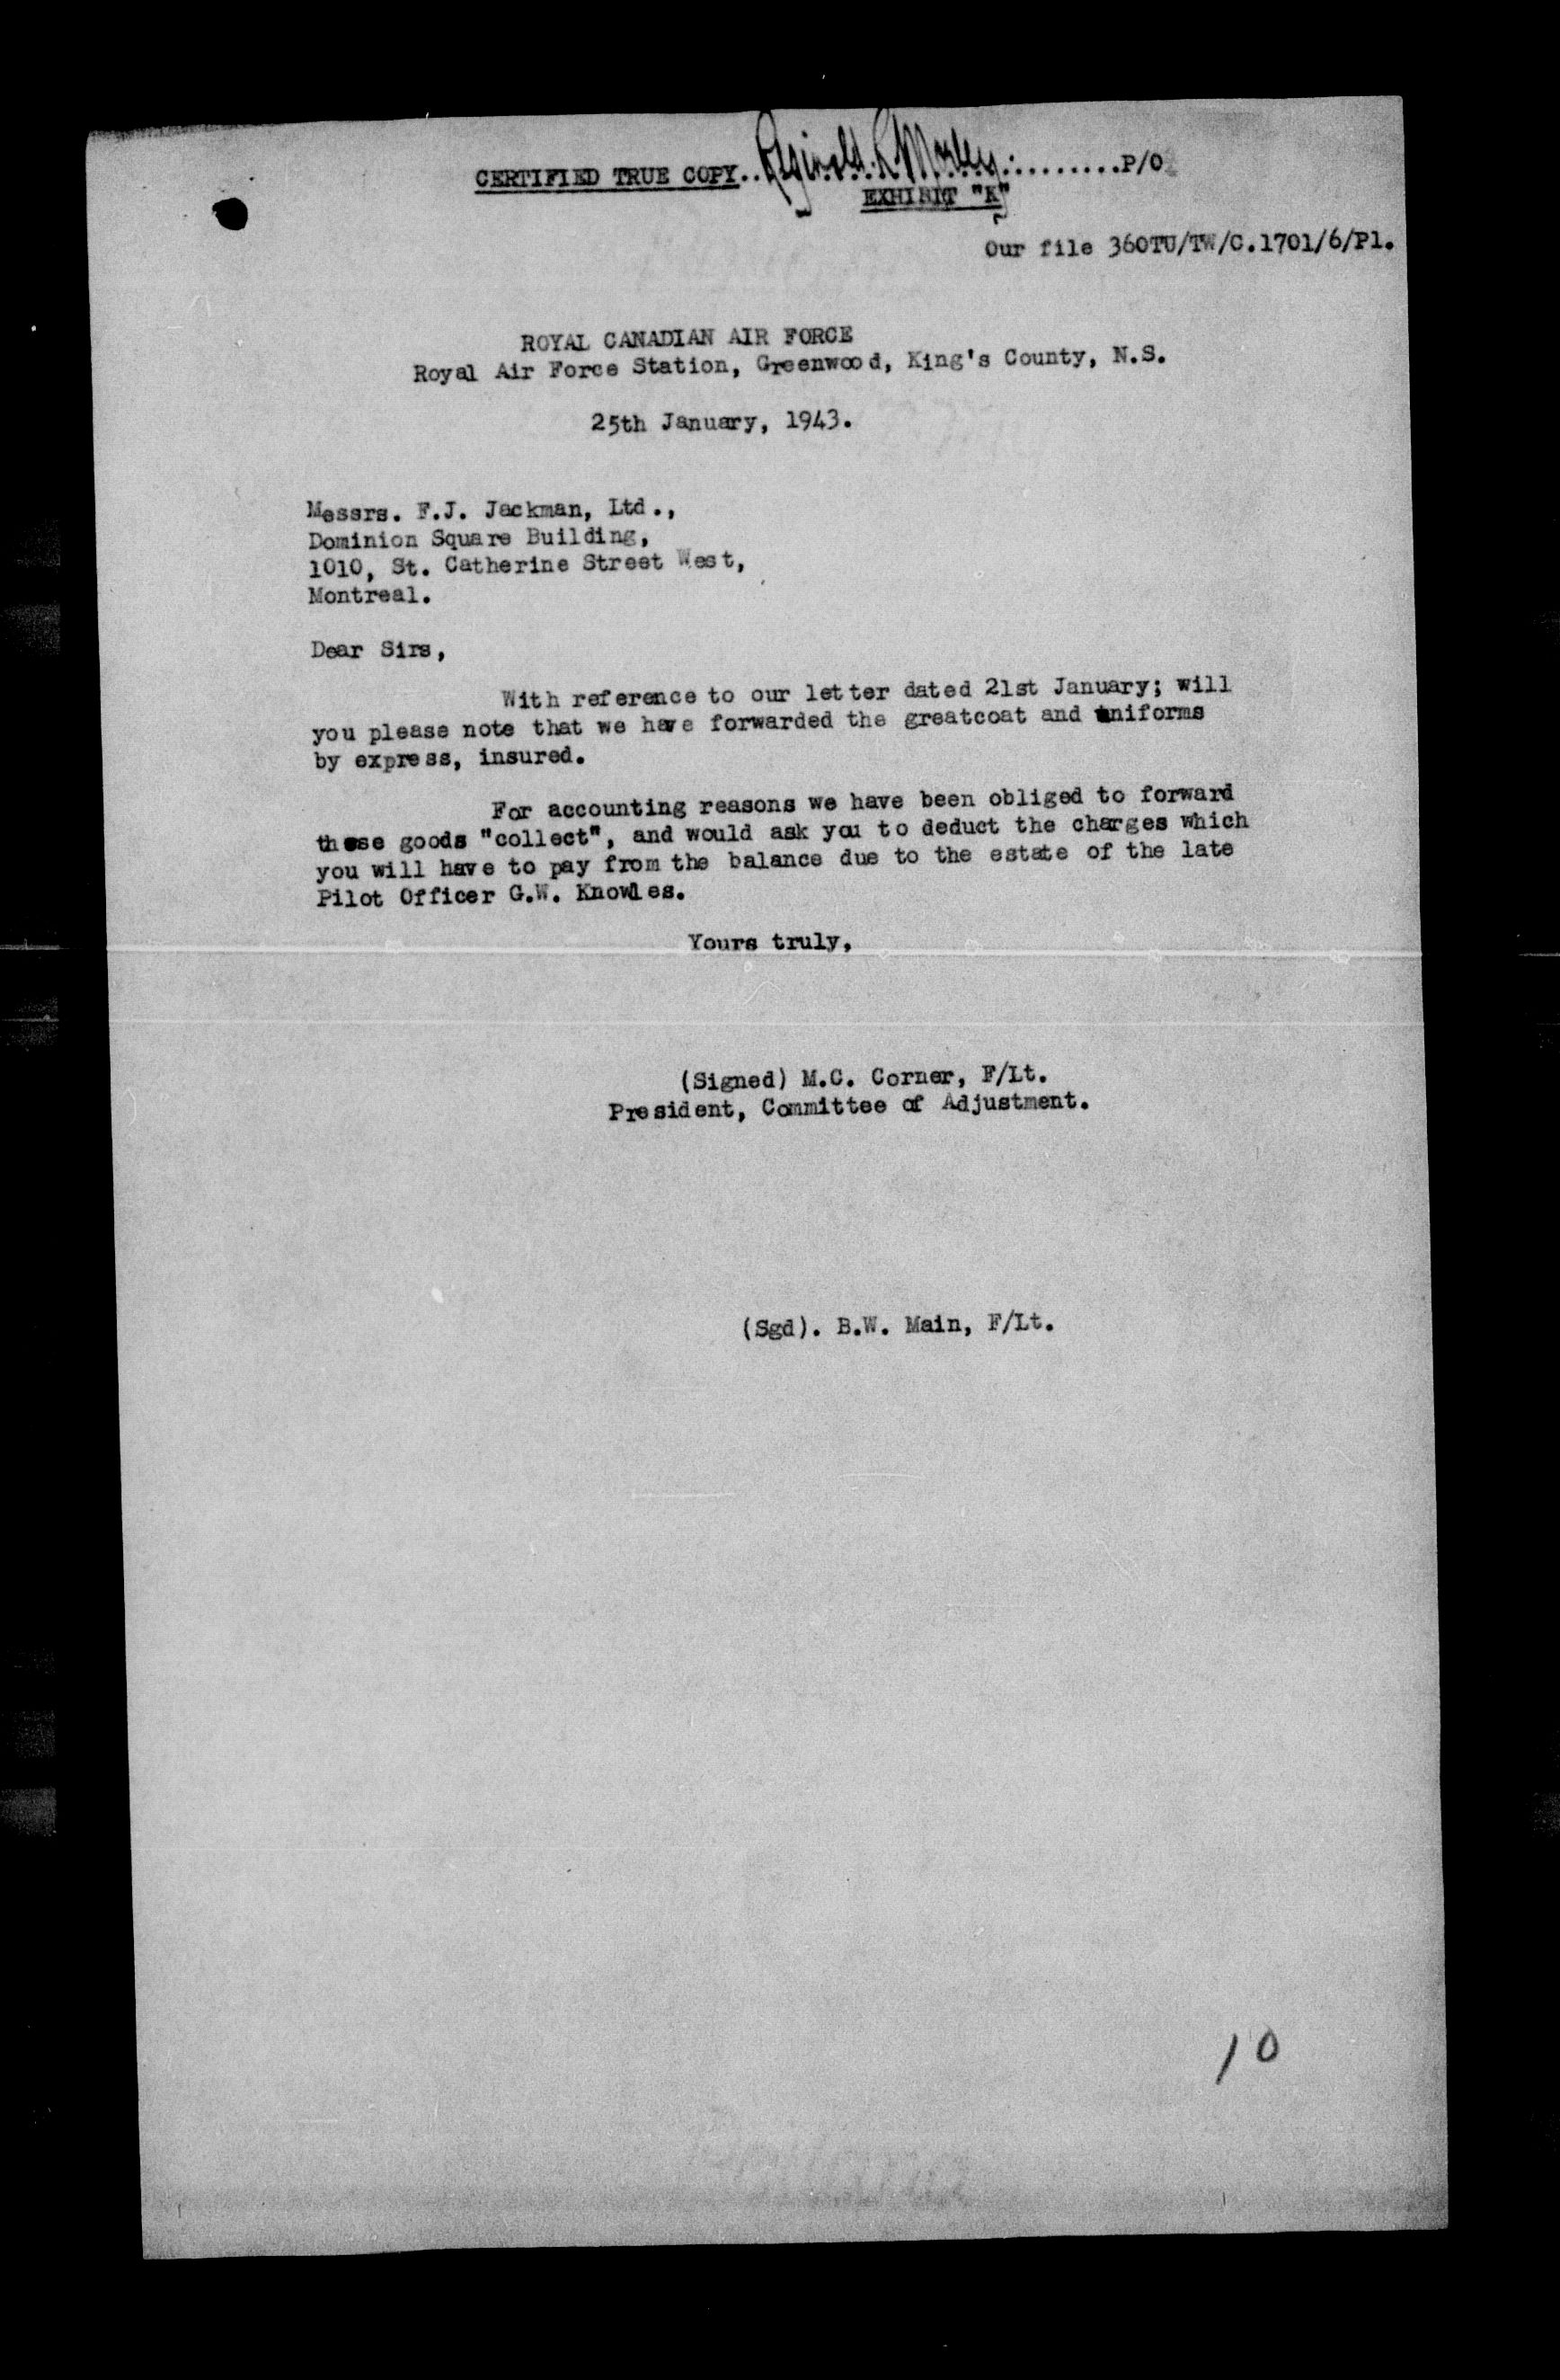 CERTIFIED TRUE COPY..Reginald. R Morley.:.........P/O
EXHIBIT "K"
Our file 36OTU/TW/C.1701/6/P1.
ROYAL CANADIAN AIR FORCE
Royal Air Force Station, Greenwood, King's County, N.S.
25th January, 1943.
Messrs. F.J. Jackman, Ltd.,
Dominion Square Building,
1010, St. Catherine Street West,
Montreal.
Dear Sirs,
With reference to our letter dated 21st January; will
you please note that we have forwarded the greatcoat and uniforms
by express, insured.
For accounting reasons we have been obliged to forward
these goods "collect", and would ask you to deduct the charges which
you will have to pay from the balance due to the estate of the late
Pilot Officer G.W. Knowles.
Yours truly,
(Signed) M.C. Corner, F/Lt.
President, Committee of Adjustment.
(Sgd). B.W. Main, F/Lt.
10